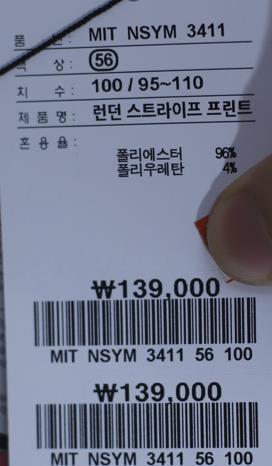 품 번 : MIT NSYM 3411
색 상 : 56
치 수 : 100 / 95~110
제 품 명 : 런던 스트라이프 프린트
혼 용 율 :
폴리에스터 96%
폴리우레탄 4%
₩139,000
MIT NSYM 3411 56 100
₩139,000
MIT NSYM 3411 56 100